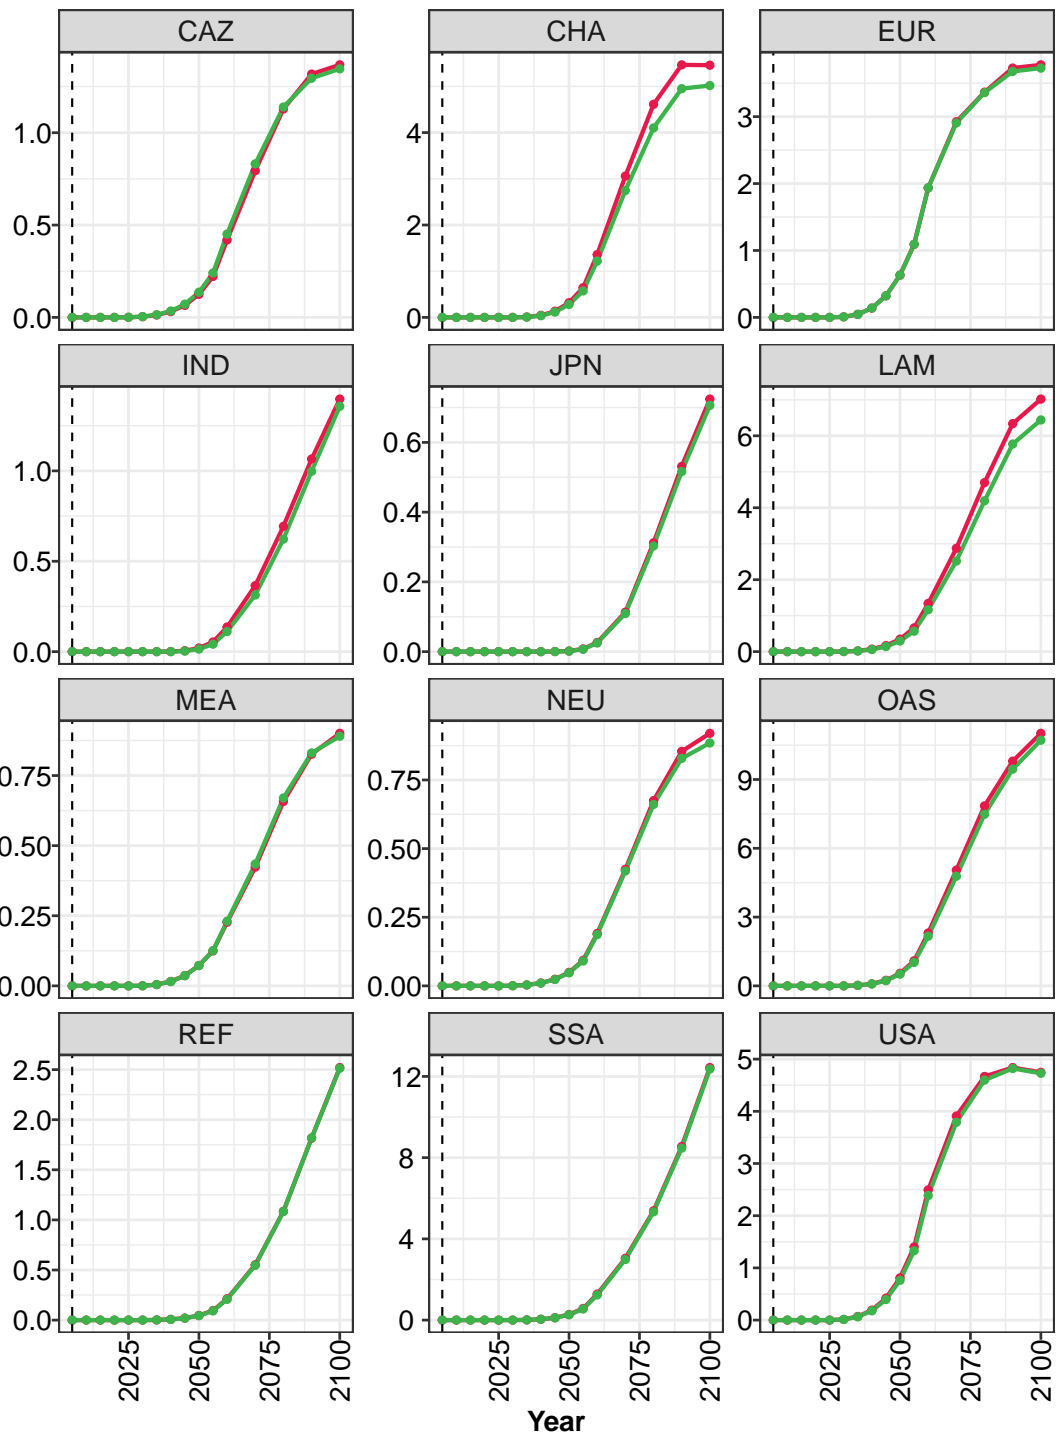 CAZ CHA EUR
1.0 4 3
0.5 2 2
1
0.0 0 0
IND JPN LAM
1.0 0.6 6
0.4 4
0.5 0.2 2
0.0 0.0 0
MEA NEU OAS
0.75 0.75 9
0.50 0.50 6
0.25 0.25 3
0.00 0.00 0
REF SSA USA
2.5 12 5
2.0 4
1.5 8 3
1.0 2
0.5 4 1
0.0 0 0
2025 2050 2075 2100 2025 2050 2075 2100 2025 2050 2075 2100
Year